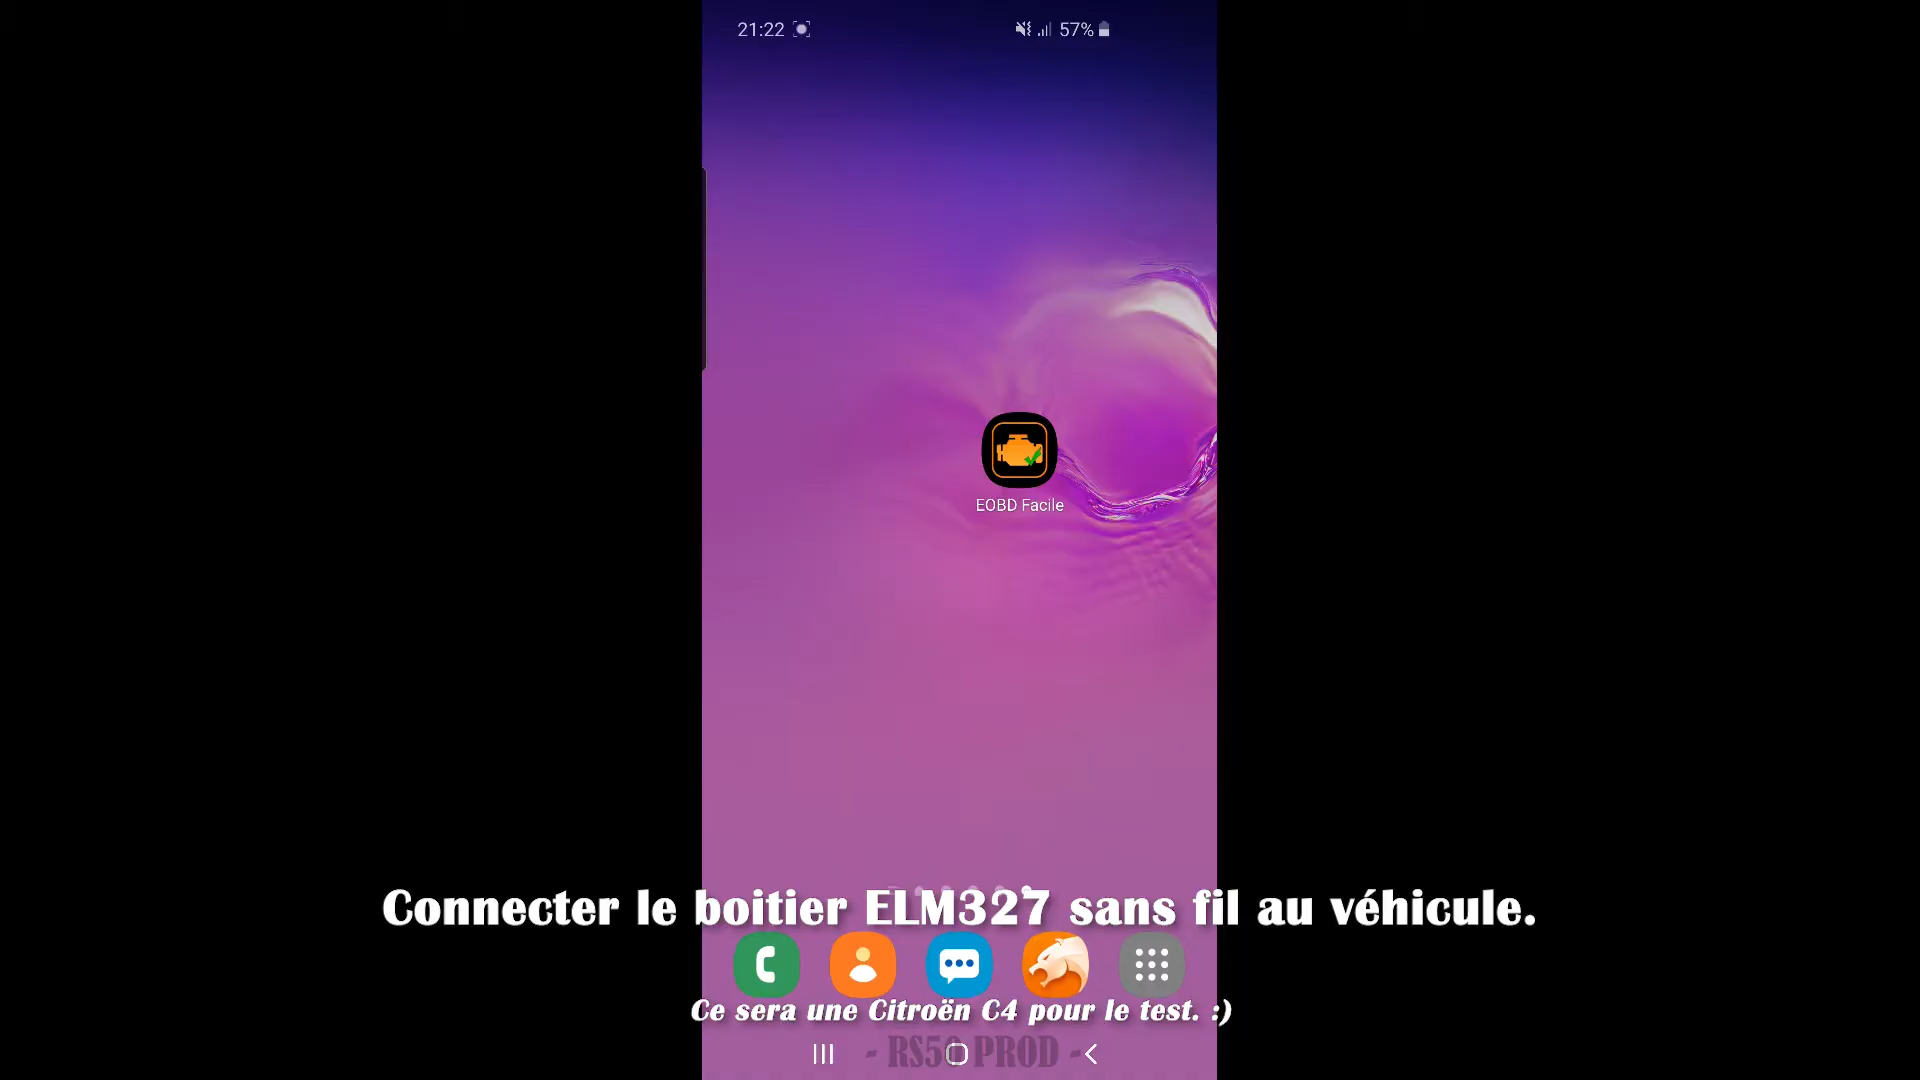 21:22
57%
EOBD Facile
Connecter le boitier ELM327 sans fil au véhicule.
Ce sera une Citroën C4 pour le test. :)
- RS50 PROD -